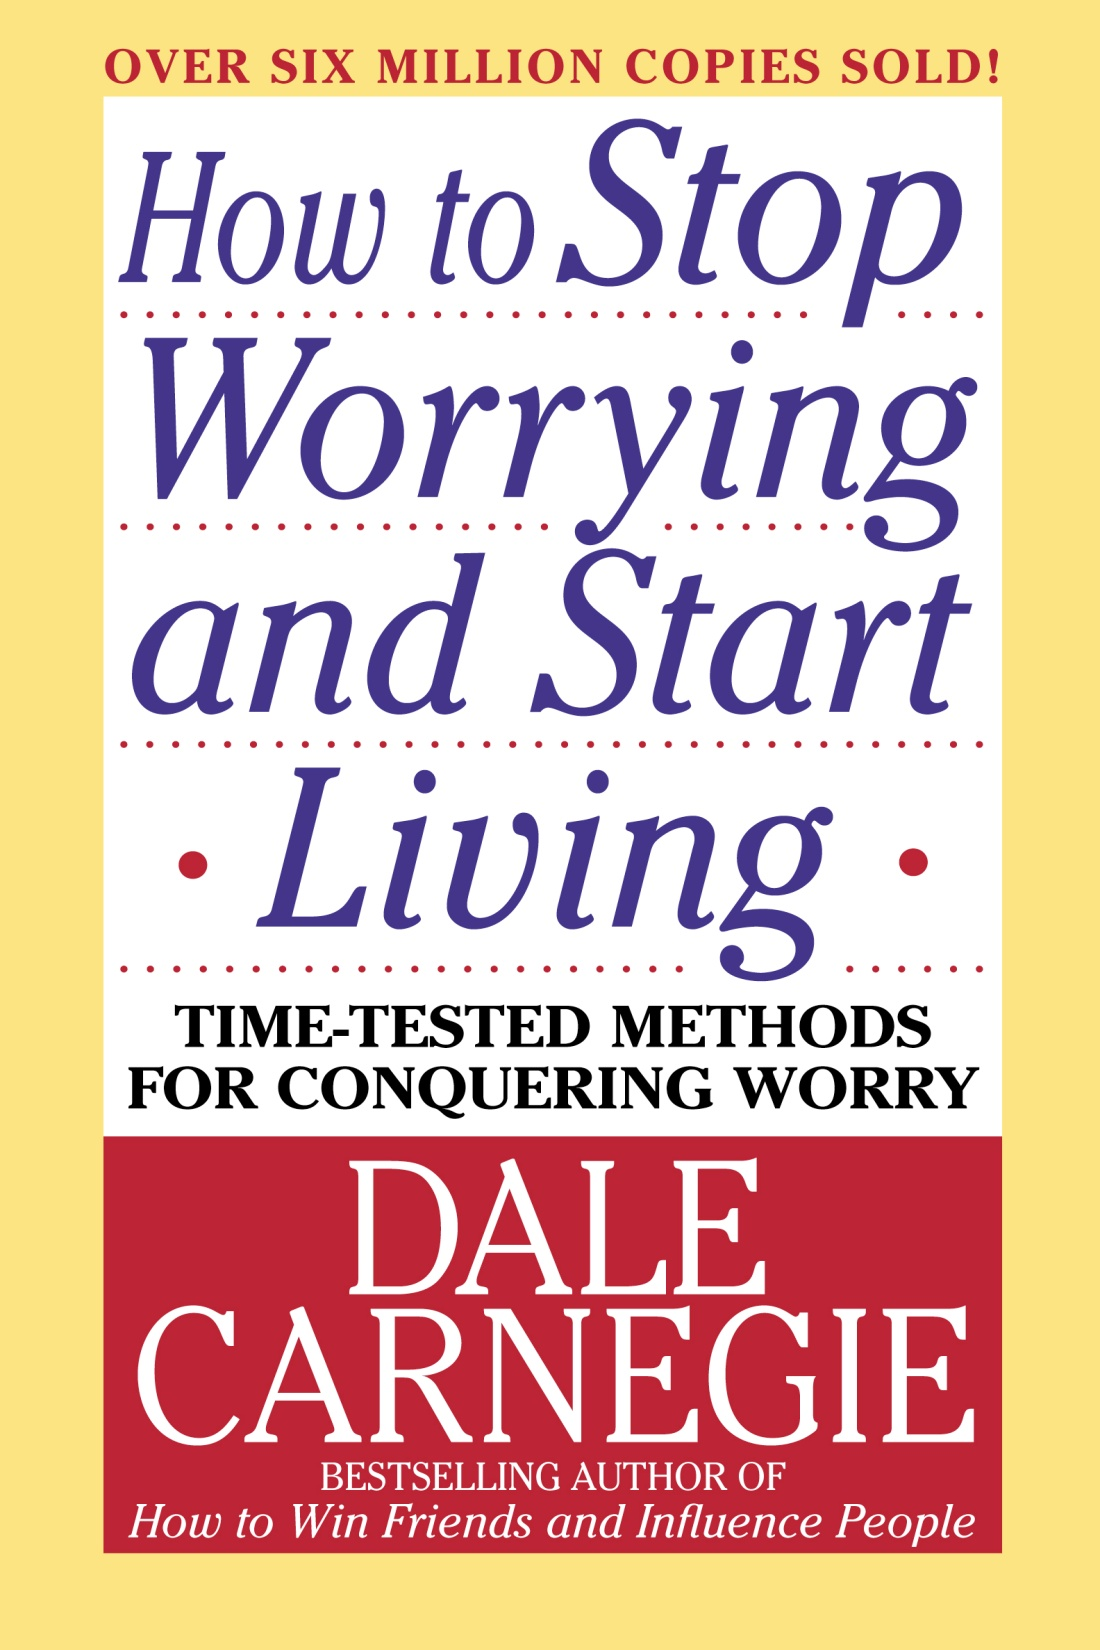 OVER SIX MILLION COPIES SOLD!
How to Stop
Worrying
and Start
Living
TIME-TESTED METHODS
FOR CONQUERING WORRY
DALE
CARNEGIE
BESTSELLING AUTHOR OF
How to Win Friends and Influence People